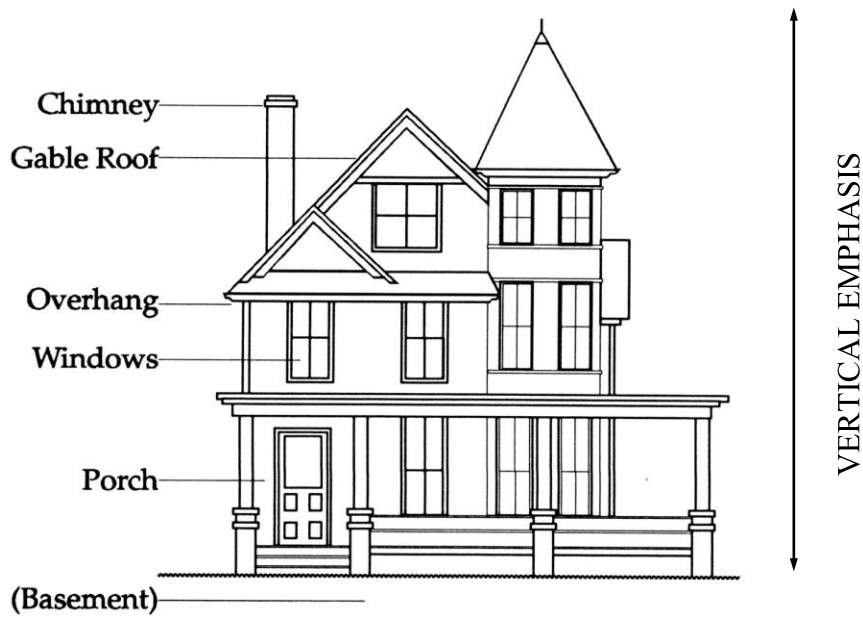 Chimney
Gable Roof
Overhang
Windows
Porch
(Basement)
VERTICAL EMPHASIS